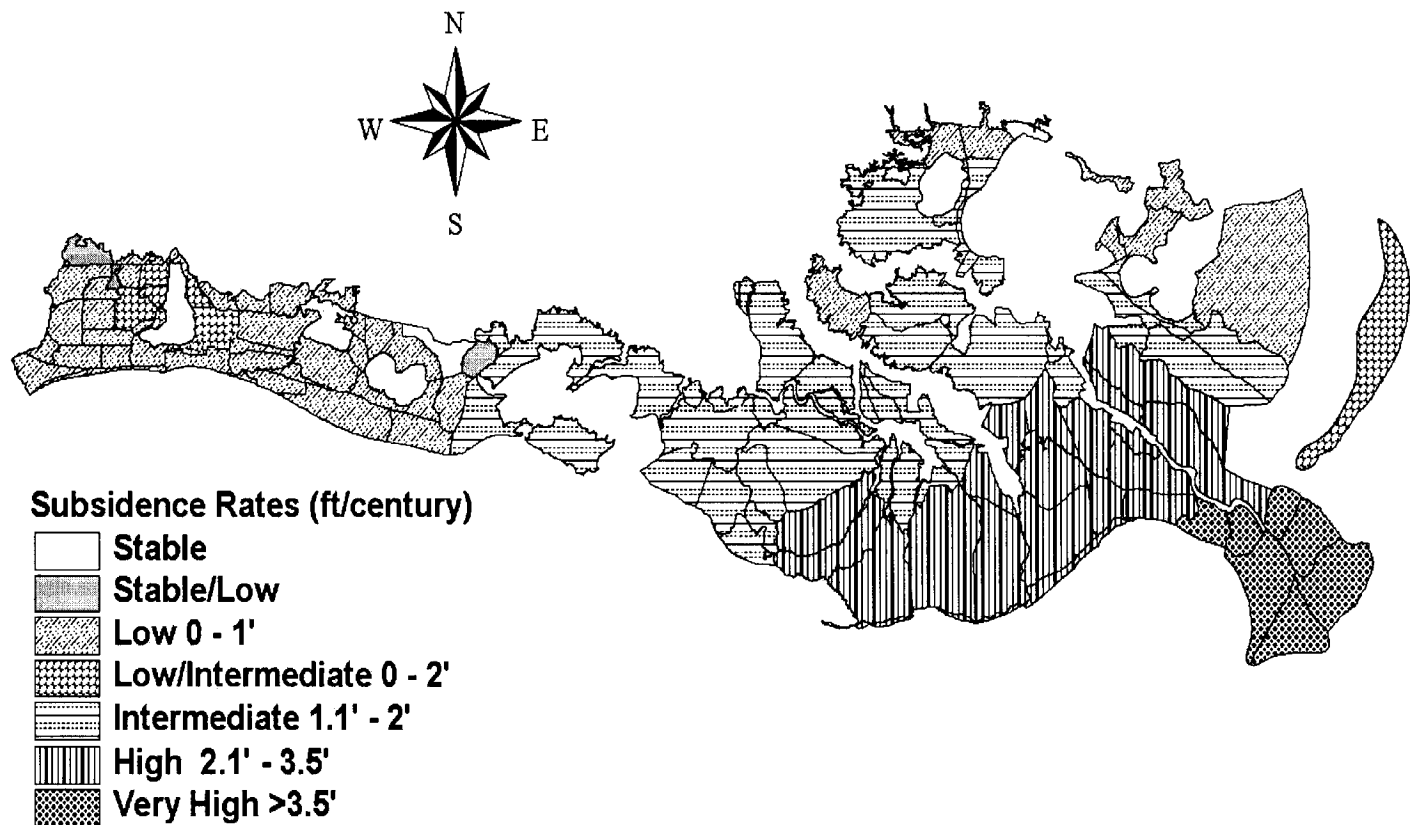 N
W E
S
Subsidence Rates (ft/century)
Stable
Stable/Low
Low 0 - 1'
Low/Intermediate 0 - 2'
Intermediate 1.1' - 2'
High 2.1' - 3.5'
Very High >3.5'